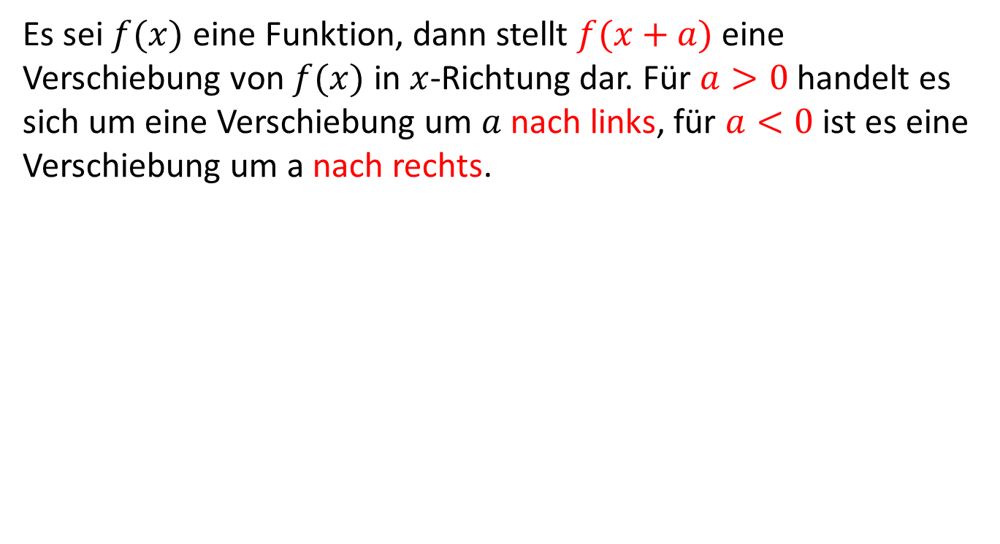 Es sei f(x) eine Funktion, dann stellt f(x + a) eine
Verschiebung von f(x) in x-Richtung dar. Für a > 0 handelt es
sich um eine Verschiebung um a nach links, für a < 0 ist es eine
Verschiebung um a nach rechts.